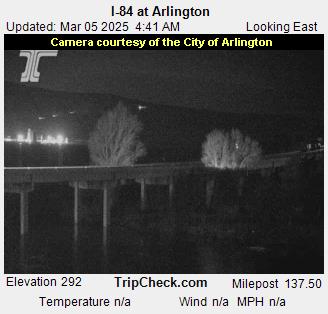 I-84 at Arlington
Updated: Mar 05 2025 4:41 AM Looking East
Camera courtesy of the City of Arlington
Elevation 292 TripCheck.com Milepost 137.50
Temperature n/a Wind n/a MPH n/a